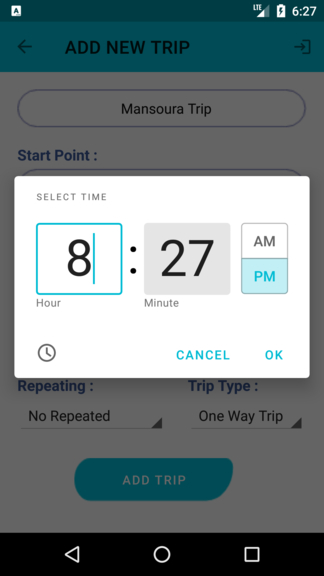 LTE 6:27
ADD NEW TRIP
Mansoura Trip
Start Point :
SELECT TIME
8 : 27
AM
PM
Hour Minute
CANCEL OK
Repeating : Trip Type :
No Repeated One Way Trip
ADD TRIP